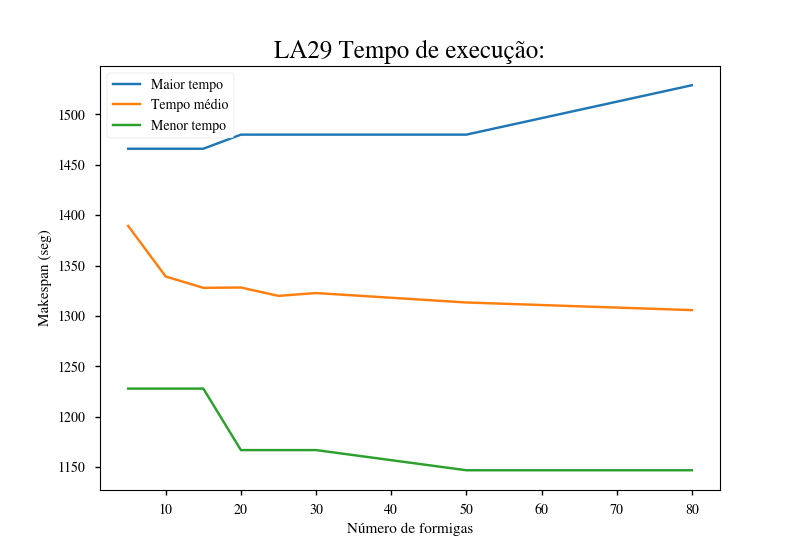 LA29 Tempo de execução:
Maior tempo
Tempo médio
Menor tempo
1500
1450
1400
1350
1300
1250
1200
1150
Makespan (seg)
10 20 30 40 50 60 70 80
Número de formigas